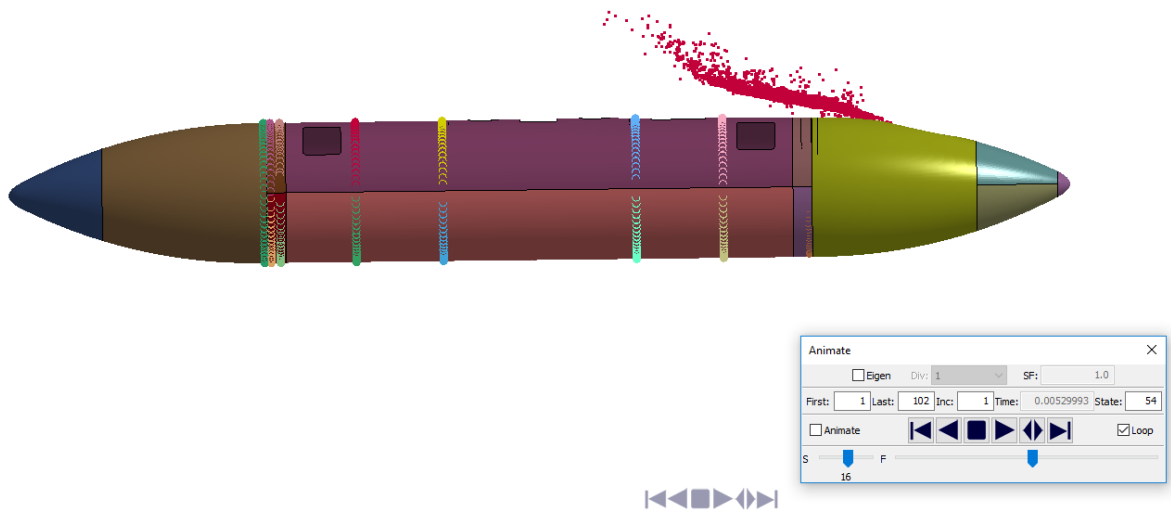 Animate
Eigen Div: 1 SF: 1.0
First: 1 Last: 102 Inc: 1 Time: 0.00529993 State: 54
Animate Loop
S F
16